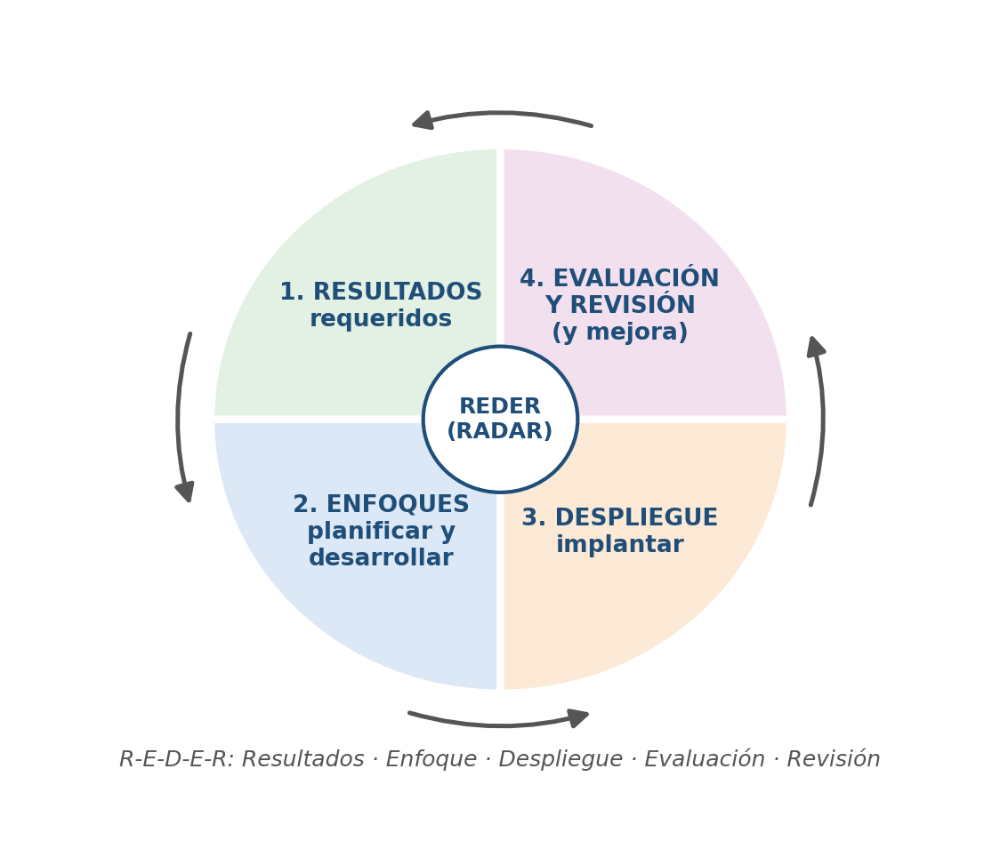 1. RESULTADOS
requeridos
4. EVALUACIÓN
Y REVISIÓN
(y mejora)
REDER
(RADAR)
2. ENFOQUES
planificar y
desarrollar
3. DESPLIEGUE
implantar
R-E-D-E-R: Resultados · Enfoque · Despliegue · Evaluación · Revisión